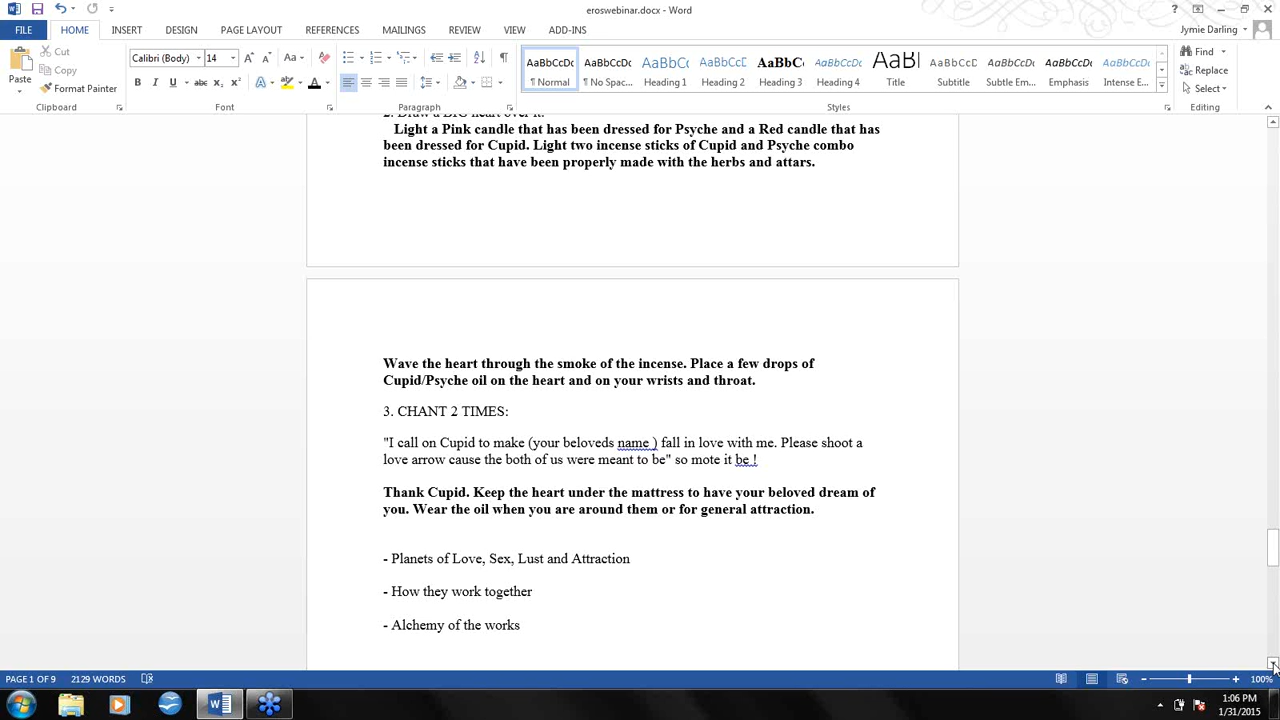 eroswebinar.docx - Word
FILE HOME INSERT DESIGN PAGE LAYOUT REFERENCES MAILINGS REVIEW VIEW ADD-INS
Jymie Darling
Paste
Cut
Copy
Format Painter
Clipboard
Calibri (Body) 14
Font
Paragraph
AaBbCcDc AaBbCcDc AaBbC( AaBbCcD AaBbC AaBbCcDc AaBl AaBbCcD AaBbCcDc AaBbCcDc AaBbCcDc
¶ Normal ¶ No Spac... Heading 1 Heading 2 Heading 3 Heading 4 Title Subtitle Subtle Em... Emphasis Intense E...
Styles
Find
Replace
Select
Editing
2. Draw a BIG heart over it.
Light a Pink candle that has been dressed for Psyche and a Red candle that has
been dressed for Cupid. Light two incense sticks of Cupid and Psyche combo
incense sticks that have been properly made with the herbs and attars.
Wave the heart through the smoke of the incense. Place a few drops of
Cupid/Psyche oil on the heart and on your wrists and throat.
3. CHANT 2 TIMES:
"I call on Cupid to make (your beloveds name ) fall in love with me. Please shoot a
love arrow cause the both of us were meant to be" so mote it be !
Thank Cupid. Keep the heart under the mattress to have your beloved dream of
you. Wear the oil when you are around them or for general attraction.
- Planets of Love, Sex, Lust and Attraction
- How they work together
- Alchemy of the works
PAGE 1 OF 9 2129 WORDS
100%
1:06 PM
1/31/2015